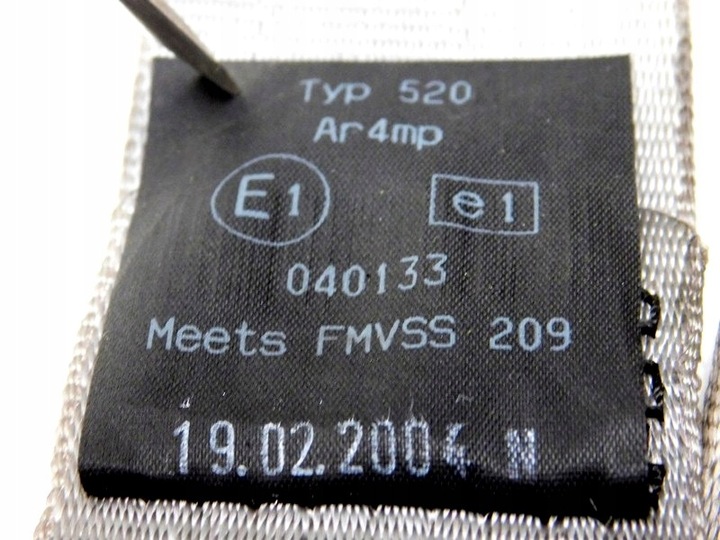 Typ 520
Ar4mp
E1 e1
040133
Meets FMVSS 209
19.02.2004 N